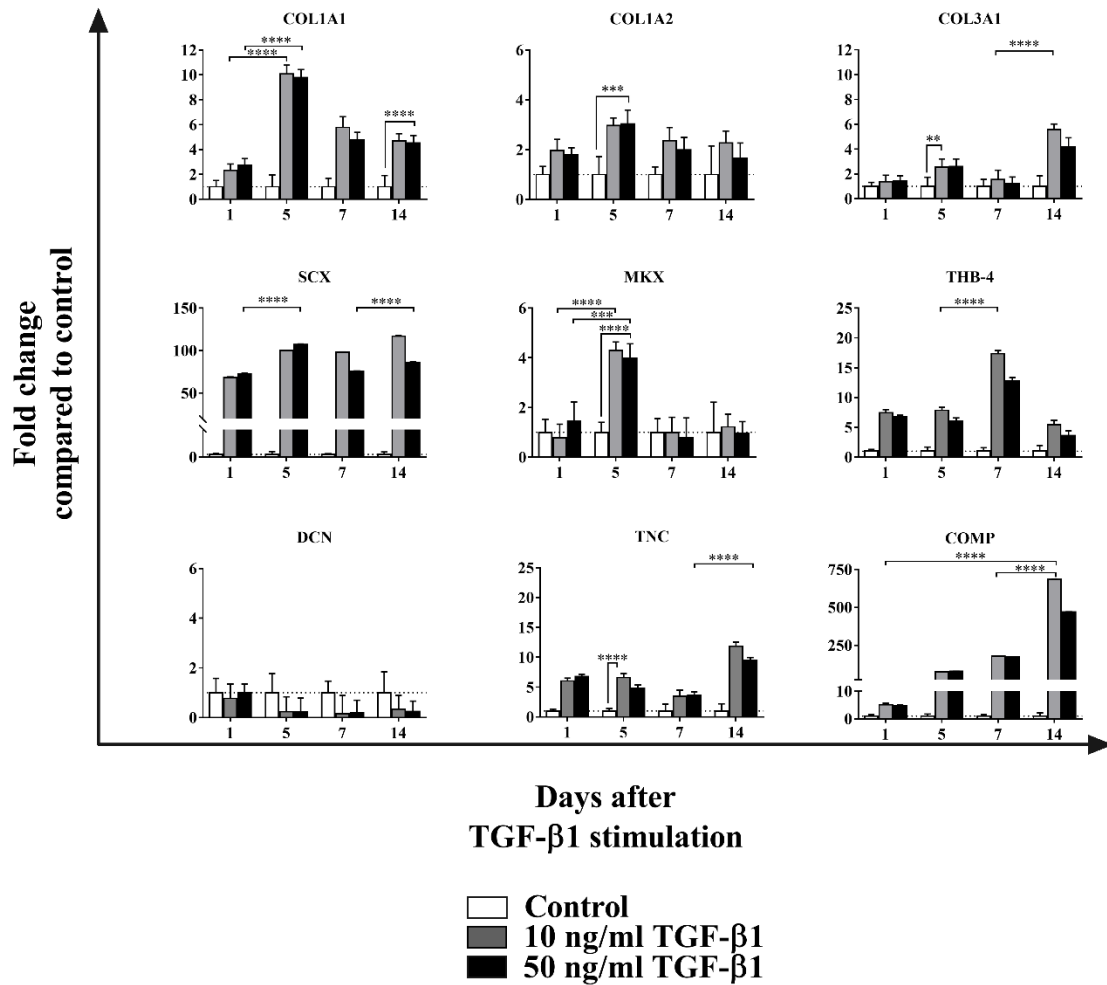 COL1A1
12
10
8
6
4
2
0
****
****
****
1 5 7 14
COL1A2
6
4
2
0
***
1 5 7 14
COL3A1
12
10
8
6
4
2
0
**
****
1 5 7 14
SCX
150
100
50
0
****
****
1 5 7 14
MKX
6
4
2
0
****
***
****
1 5 7 14
THB-4
25
20
15
10
5
0
****
1 5 7 14
DCN
6
4
2
0
1 5 7 14
TNC
25
20
15
10
5
0
****
****
1 5 7 14
COMP
750
500
250
10
0
****
****
1 5 7 14
Fold change
compared to control
Days after
TGF-β1 stimulation
Control
10 ng/ml TGF-β1
50 ng/ml TGF-β1